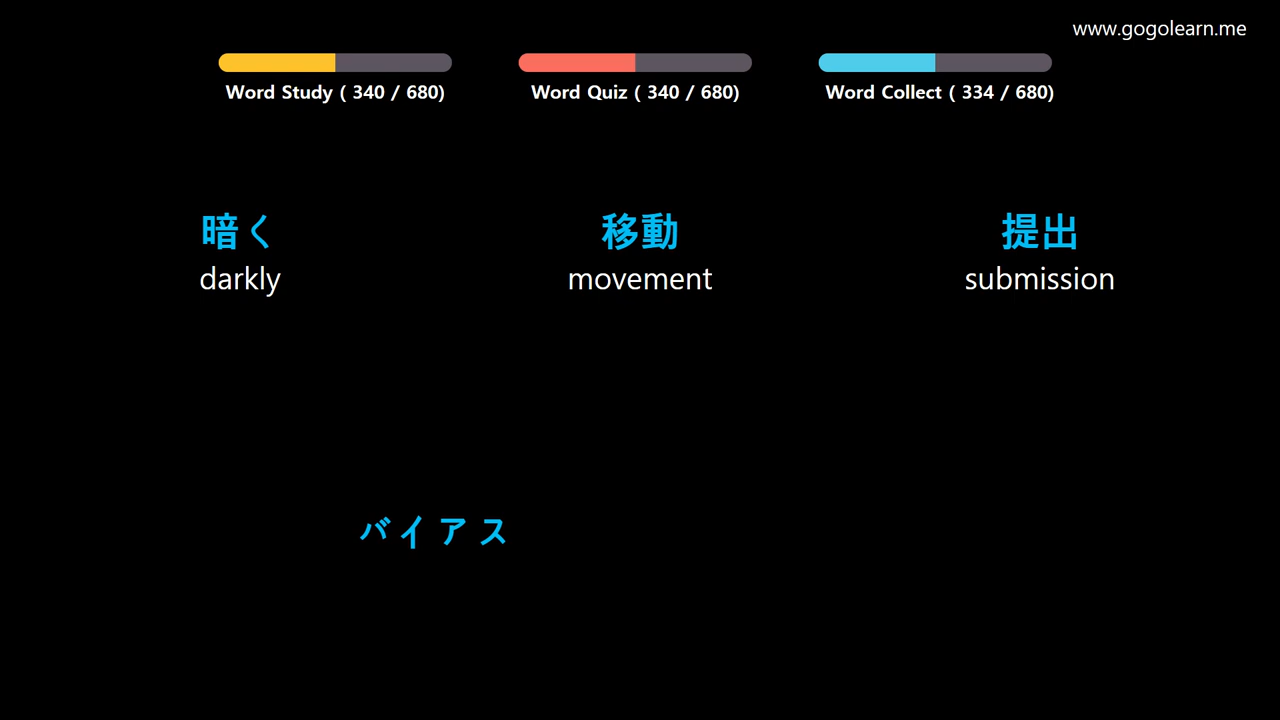 www.gogolearn.me
Word Study ( 340 / 680)
Word Quiz ( 340 / 680)
Word Collect ( 334 / 680)
暗く
darkly
移動
movement
提出
submission
バイアス